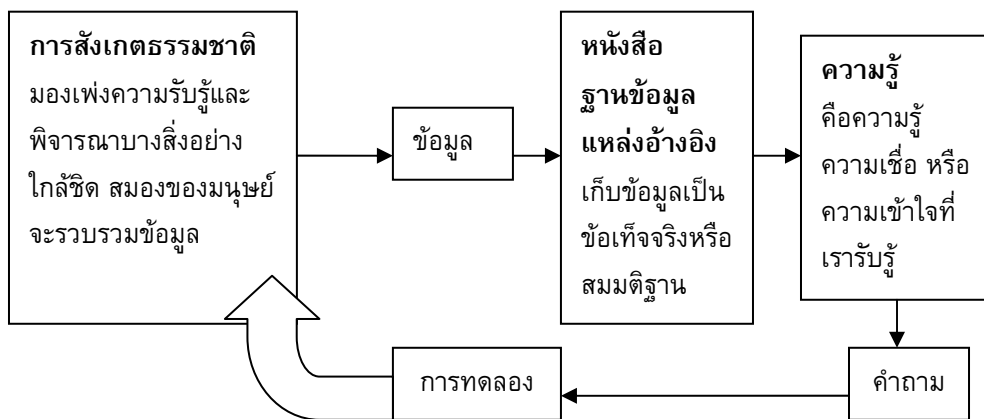 การสังเกตธรรมชาติ
มองเพ่งความรับรู้และ
พิจารณาบางสิ่งอย่าง
ใกล้ชิด สมองของมนุษย์
จะรวบรวมข้อมูล
ข้อมูล
หนังสือ
ฐานข้อมูล
แหล่งอ้างอิง
เก็บข้อมูลเป็น
ข้อเท็จจริงหรือ
สมมติฐาน
ความรู้
คือความรู้
ความเชื่อ หรือ
ความเข้าใจที่
เรารับรู้
คำถาม
การทดลอง